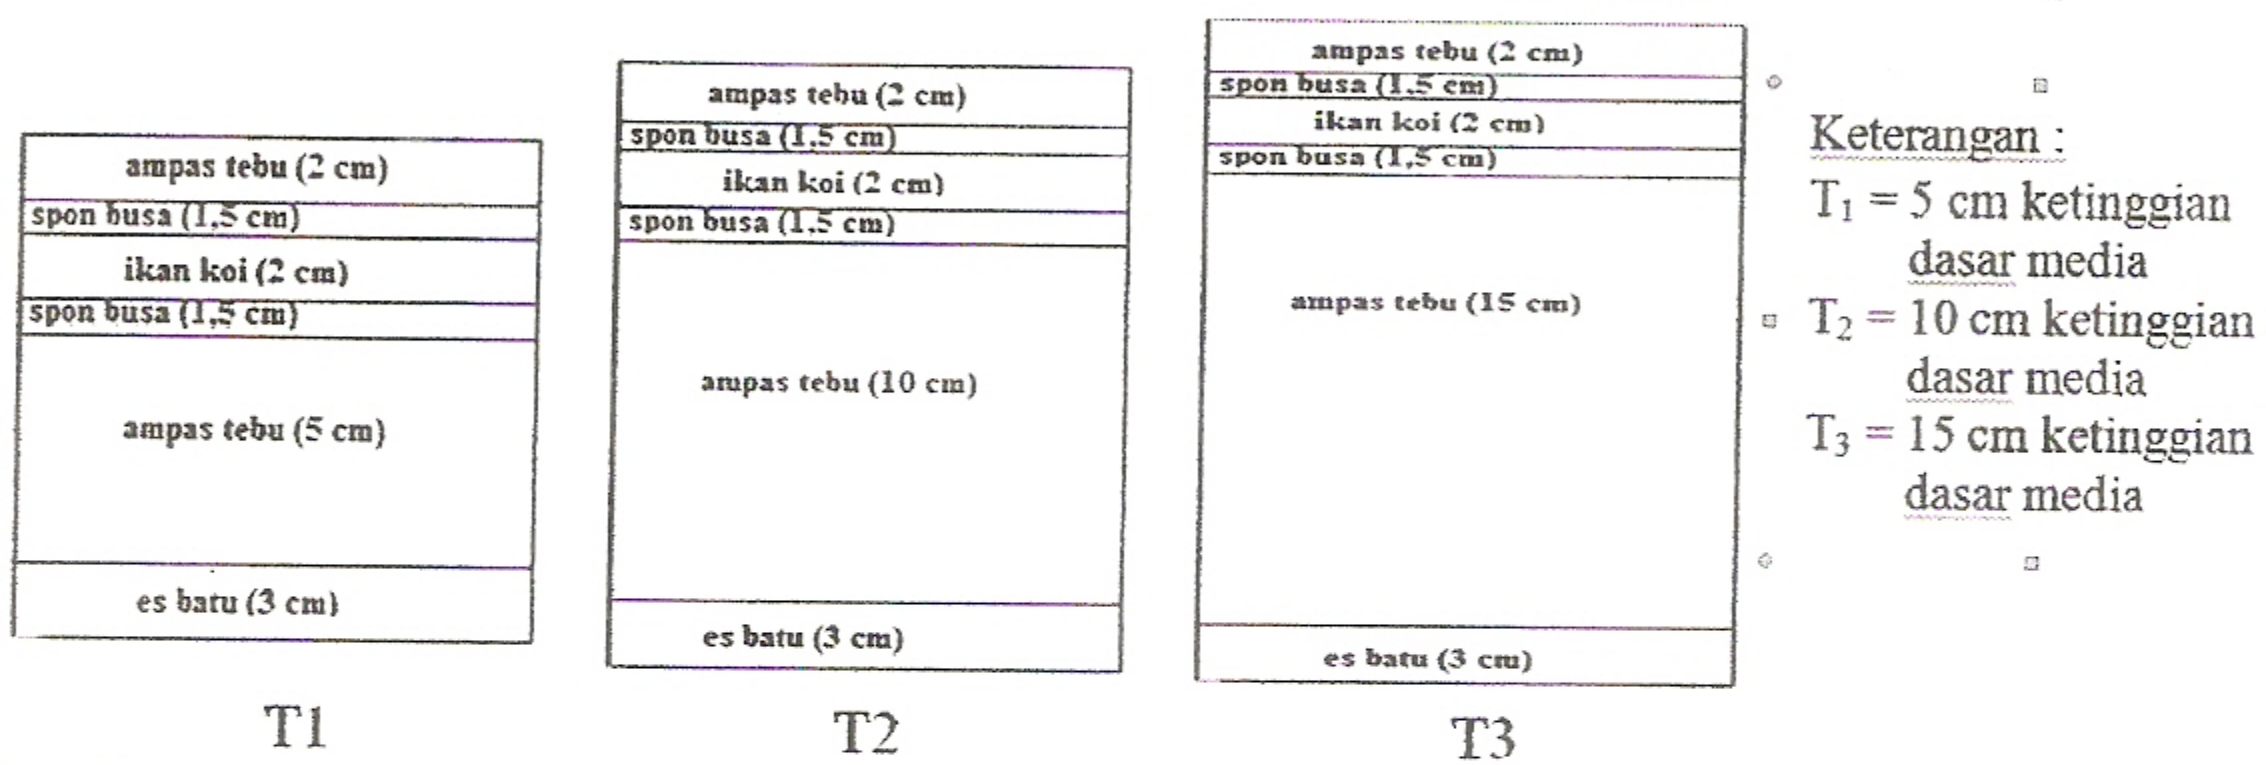 ampas tebu (2 cm)
spon busa (1,5 cm)
ikan koi (2 cm)
spon busa (1,5 cm)
ampas tebu (5 cm)
es batu (3 cm)
T1
ampas tebu (2 cm)
spon busa (1,5 cm)
ikan koi (2 cm)
spon busa (1,5 cm)
ampas tebu (10 cm)
es batu (3 cm)
T2
ampas tebu (2 cm)
spon busa (1,5 cm)
ikan koi (2 cm)
spon busa (1,5 cm)
ampas tebu (15 cm)
es batu (3 cm)
T3
Keterangan :
T₁ = 5 cm ketinggian
dasar media
T₂ = 10 cm ketinggian
dasar media
T₃ = 15 cm ketinggian
dasar media